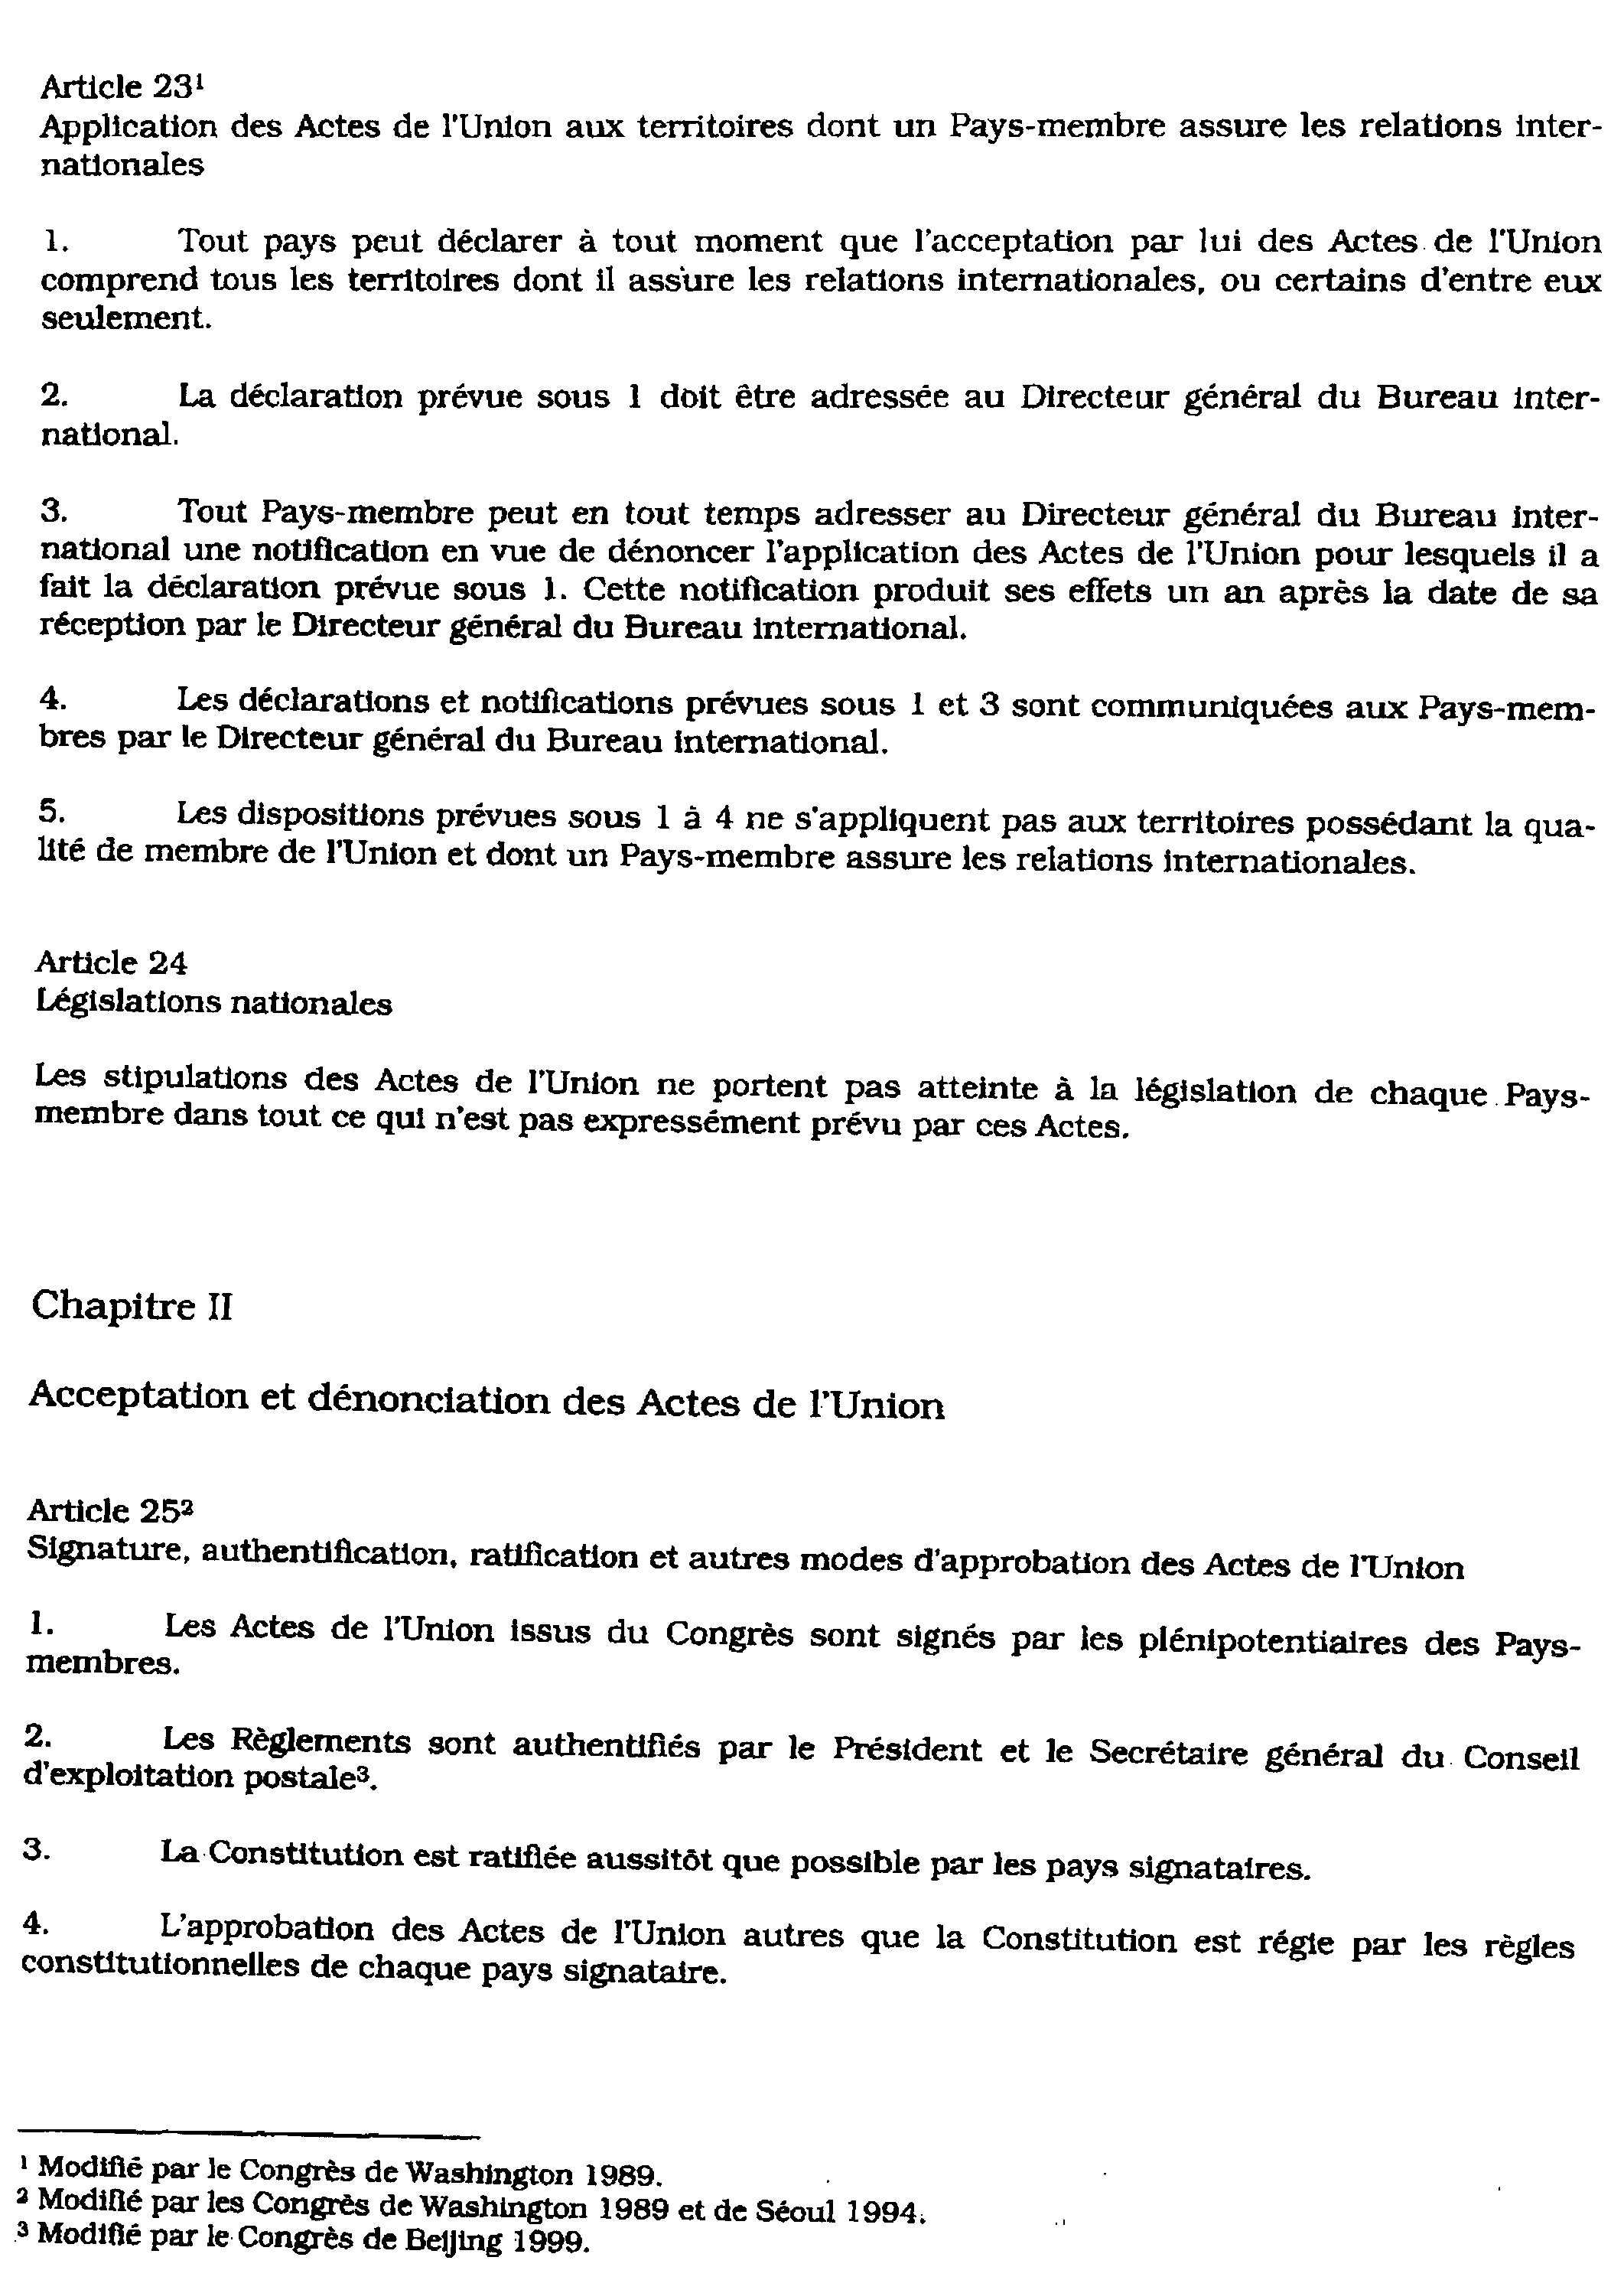 Article 23¹
Application des Actes de l'Union aux territoires dont un Pays-membre assure les relations inter-
nationales
1. Tout pays peut déclarer à tout moment que l'acceptation par lui des Actes de l'Union
comprend tous les territoires dont il assure les relations internationales, ou certains d'entre eux
seulement.
2. La déclaration prévue sous 1 doit être adressée au Directeur général du Bureau inter-
national.
3. Tout Pays-membre peut en tout temps adresser au Directeur général du Bureau inter-
national une notification en vue de dénoncer l'application des Actes de l'Union pour lesquels il a
fait la déclaration prévue sous 1. Cette notification produit ses effets un an après la date de sa
réception par le Directeur général du Bureau international.
4. Les déclarations et notifications prévues sous 1 et 3 sont communiquées aux Pays-mem-
bres par le Directeur général du Bureau international.
5. Les dispositions prévues sous 1 à 4 ne s'appliquent pas aux territoires possédant la qua-
lité de membre de l'Union et dont un Pays-membre assure les relations internationales.
Article 24
Législations nationales
Les stipulations des Actes de l'Union ne portent pas atteinte à la législation de chaque Pays-
membre dans tout ce qui n'est pas expressément prévu par ces Actes.
Chapitre II
Acceptation et dénonciation des Actes de l'Union
Article 25²
Signature, authentification, ratification et autres modes d'approbation des Actes de l'Union
1. Les Actes de l'Union issus du Congrès sont signés par les plénipotentiaires des Pays-
membres.
2. Les Règlements sont authentifiés par le Président et le Secrétaire général du Conseil
d'exploitation postale³.
3. La Constitution est ratifiée aussitôt que possible par les pays signataires.
4. L'approbation des Actes de l'Union autres que la Constitution est régie par les règles
constitutionnelles de chaque pays signataire.
¹ Modifié par le Congrès de Washington 1989.
² Modifié par les Congrès de Washington 1989 et de Séoul 1994.
³ Modifié par le Congrès de Beijing 1999.